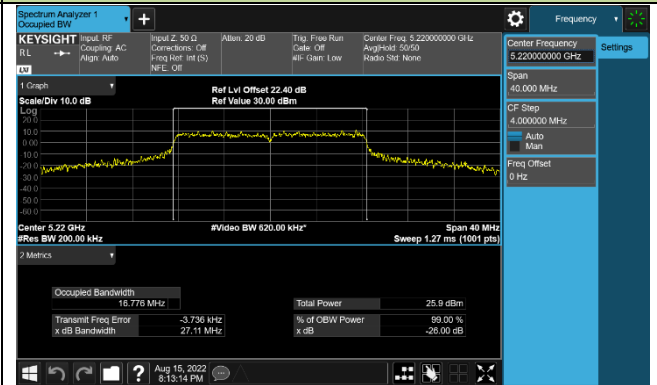 Spectrum Analyzer 1
Occupied BW
Frequency
KEYSIGHT
RL
LXI
Input: RF
Coupling: AC
Align: Auto
Input Z: 50 Ω
Corrections: Off
Freq Ref: Int (S)
NFE: Off
Atten: 20 dB
Trig: Free Run
Gate: Off
#IF Gain: Low
Center Freq: 5.220000000 GHz
Avg|Hold: 50/50
Radio Std: None
Center Frequency
5.220000000 GHz
Settings
Span
40.000 MHz
CF Step
4.000000 MHz
Auto
Man
Freq Offset
0 Hz
1 Graph
Scale/Div 10.0 dB
Ref Lvl Offset 22.40 dB
Ref Value 30.00 dBm
Log
20.0
10.0
0.00
-10.0
-20.0
-30.0
-40.0
-50.0
-60.0
Center 5.22 GHz
#Video BW 620.00 kHz*
Span 40 MHz
#Res BW 200.00 kHz
Sweep 1.27 ms (1001 pts)
2 Metrics
Occupied Bandwidth
16.776 MHz
Total Power 25.9 dBm
Transmit Freq Error -3.736 kHz
% of OBW Power 99.00 %
x dB Bandwidth 27.11 MHz
x dB -26.00 dB
?
Aug 15, 2022
8:13:14 PM